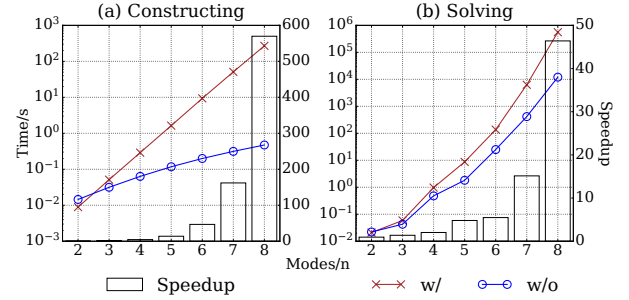 (a) Constructing
(b) Solving
10^3
10^2
10^1
10^0
10^-1
10^-2
10^-3
Time/s
600
500
400
300
200
100
0
2 3 4 5 6 7 8
10^6
10^5
10^4
10^3
10^2
10^1
10^0
10^-1
10^-2
50
40
30
20
10
0
Speedup
2 3 4 5 6 7 8
Modes/n
Speedup
w/
w/o